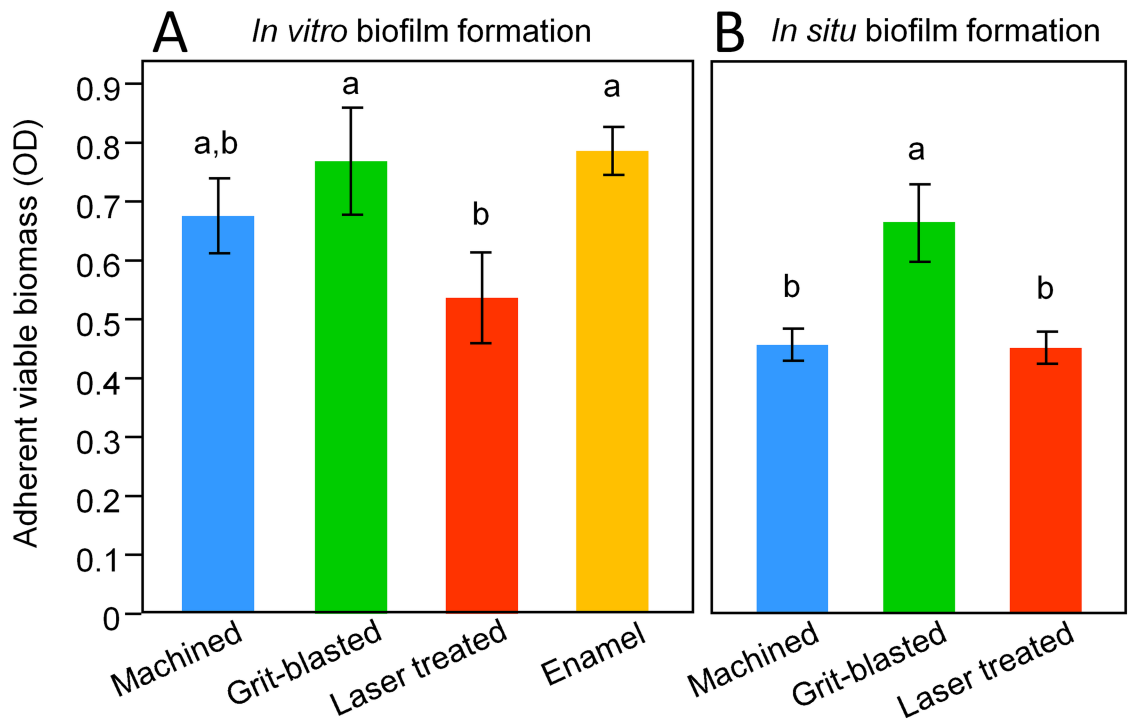 A In vitro biofilm formation
B In situ biofilm formation
Adherent viable biomass (OD)
0.9
0.8
0.7
0.6
0.5
0.4
0.3
0.2
0.1
0
a,b
a
b
a
b
a
b
Machined
Grit-blasted
Laser treated
Enamel
Machined
Grit-blasted
Laser treated